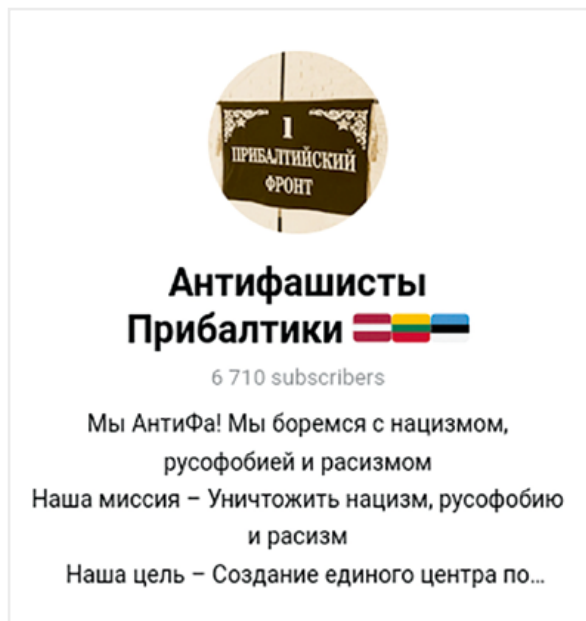 1
ПРИБАЛТИЙСКИЙ
ФРОНТ
Антифашисты
Прибалтики
6 710 subscribers
Мы АнтиФа! Мы боремся с нацизмом,
русофобией и расизмом
Наша миссия – Уничтожить нацизм, русофобию
и расизм
Наша цель – Создание единого центра по...